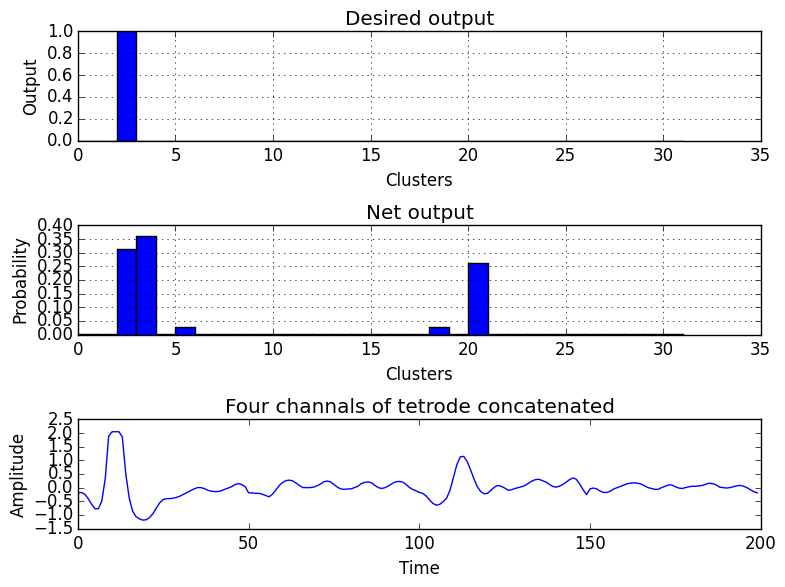 Desired output
1.0
0.8
0.6
0.4
0.2
0.0
Output
0 5 10 15 20 25 30 35
Clusters
Net output
0.40
0.35
0.30
0.25
0.20
0.15
0.10
0.05
0.00
Probability
0 5 10 15 20 25 30 35
Clusters
Four channels of tetrode concatenated
2.5
2.0
1.5
1.0
0.5
0.0
−0.5
−1.0
−1.5
Amplitude
0 50 100 150 200
Time